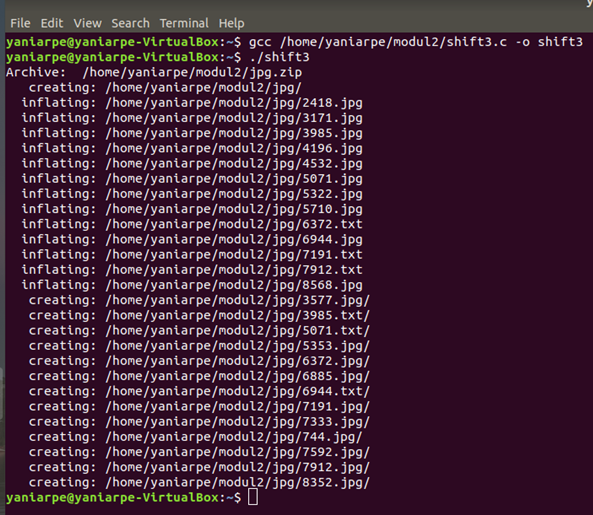 File Edit View Search Terminal Help
yaniarpe@yaniarpe-VirtualBox:~$ gcc /home/yaniarpe/modul2/shift3.c -o shift3
yaniarpe@yaniarpe-VirtualBox:~$ ./shift3
Archive:  /home/yaniarpe/modul2/jpg.zip
   creating: /home/yaniarpe/modul2/jpg/
  inflating: /home/yaniarpe/modul2/jpg/2418.jpg
  inflating: /home/yaniarpe/modul2/jpg/3171.jpg
  inflating: /home/yaniarpe/modul2/jpg/3985.jpg
  inflating: /home/yaniarpe/modul2/jpg/4196.jpg
  inflating: /home/yaniarpe/modul2/jpg/4532.jpg
  inflating: /home/yaniarpe/modul2/jpg/5071.jpg
  inflating: /home/yaniarpe/modul2/jpg/5322.jpg
  inflating: /home/yaniarpe/modul2/jpg/5710.jpg
  inflating: /home/yaniarpe/modul2/jpg/6372.txt
  inflating: /home/yaniarpe/modul2/jpg/6944.jpg
  inflating: /home/yaniarpe/modul2/jpg/7191.txt
  inflating: /home/yaniarpe/modul2/jpg/7912.txt
  inflating: /home/yaniarpe/modul2/jpg/8568.jpg
   creating: /home/yaniarpe/modul2/jpg/3577.jpg/
   creating: /home/yaniarpe/modul2/jpg/3985.txt/
   creating: /home/yaniarpe/modul2/jpg/5071.txt/
   creating: /home/yaniarpe/modul2/jpg/5353.jpg/
   creating: /home/yaniarpe/modul2/jpg/6372.jpg/
   creating: /home/yaniarpe/modul2/jpg/6885.jpg/
   creating: /home/yaniarpe/modul2/jpg/6944.txt/
   creating: /home/yaniarpe/modul2/jpg/7191.jpg/
   creating: /home/yaniarpe/modul2/jpg/7333.jpg/
   creating: /home/yaniarpe/modul2/jpg/744.jpg/
   creating: /home/yaniarpe/modul2/jpg/7592.jpg/
   creating: /home/yaniarpe/modul2/jpg/7912.jpg/
   creating: /home/yaniarpe/modul2/jpg/8352.jpg/
yaniarpe@yaniarpe-VirtualBox:~$